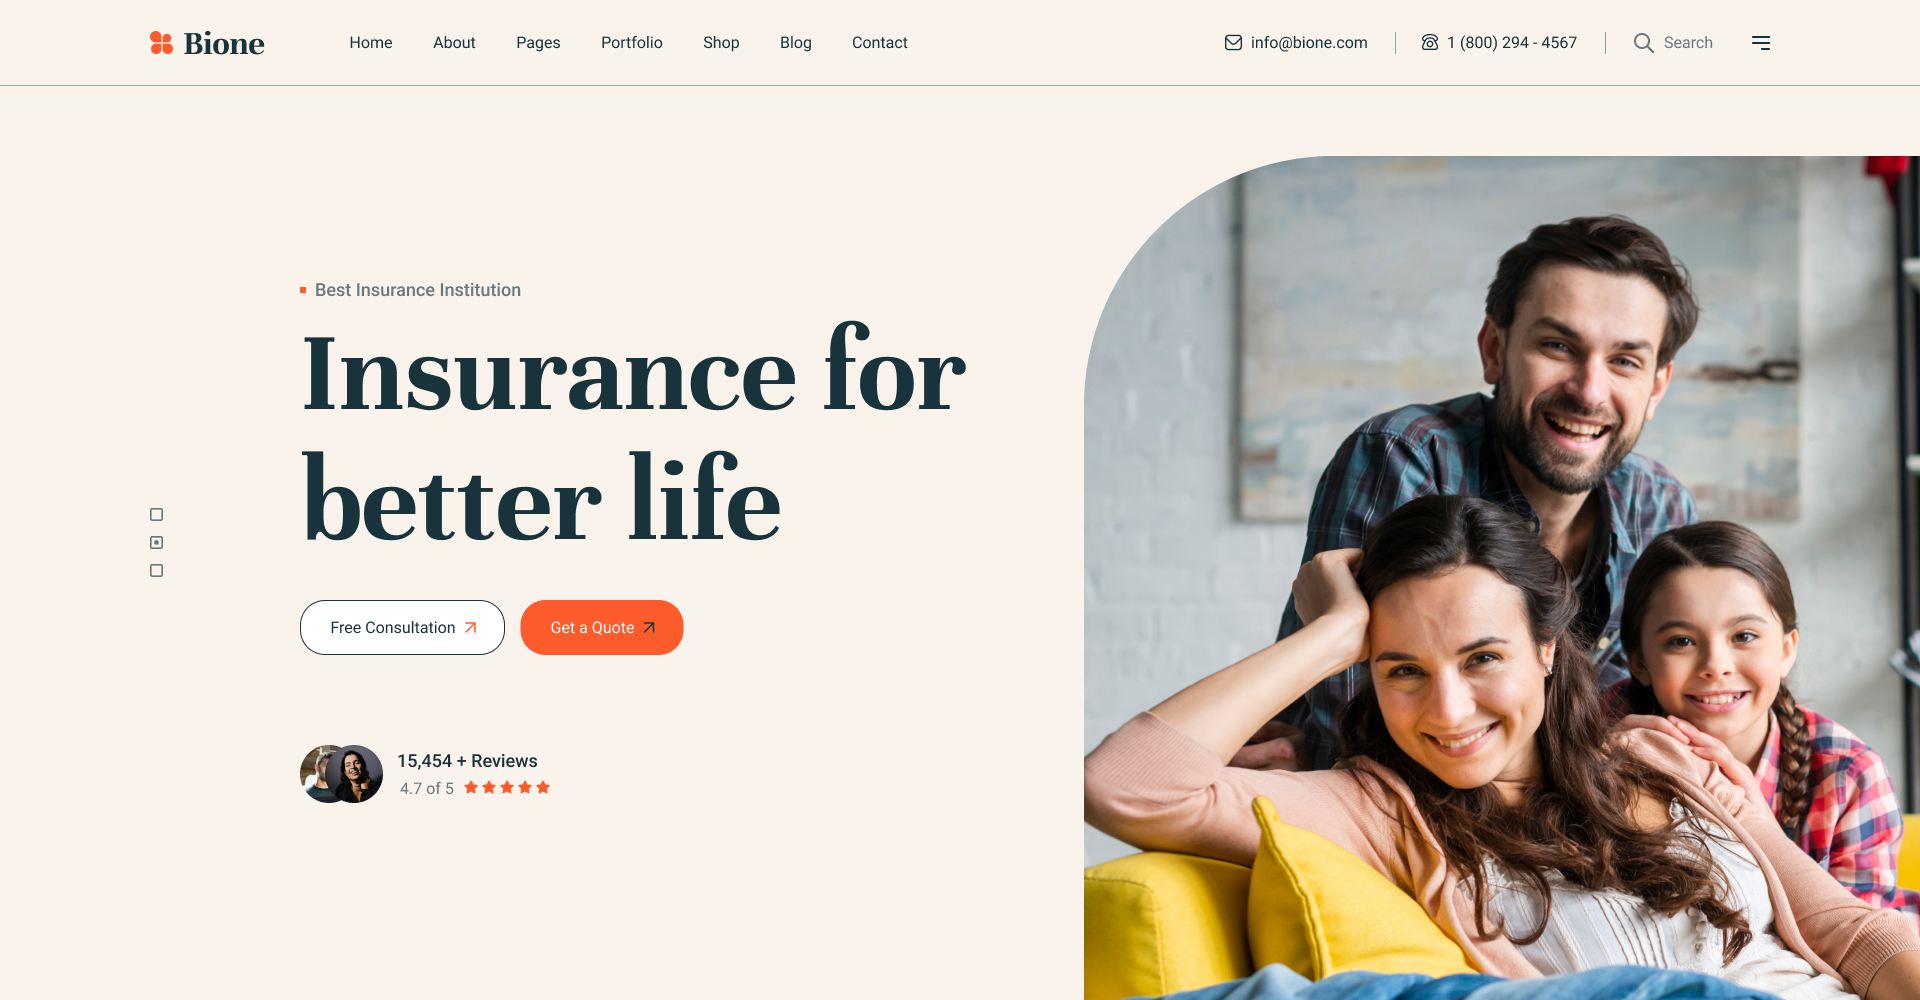 Bione
Home About Pages Portfolio Shop Blog Contact
info@bione.com
1 (800) 294 - 4567
Search
Best Insurance Institution
Insurance for
better life
Free Consultation
Get a Quote
15,454 + Reviews
4.7 of 5